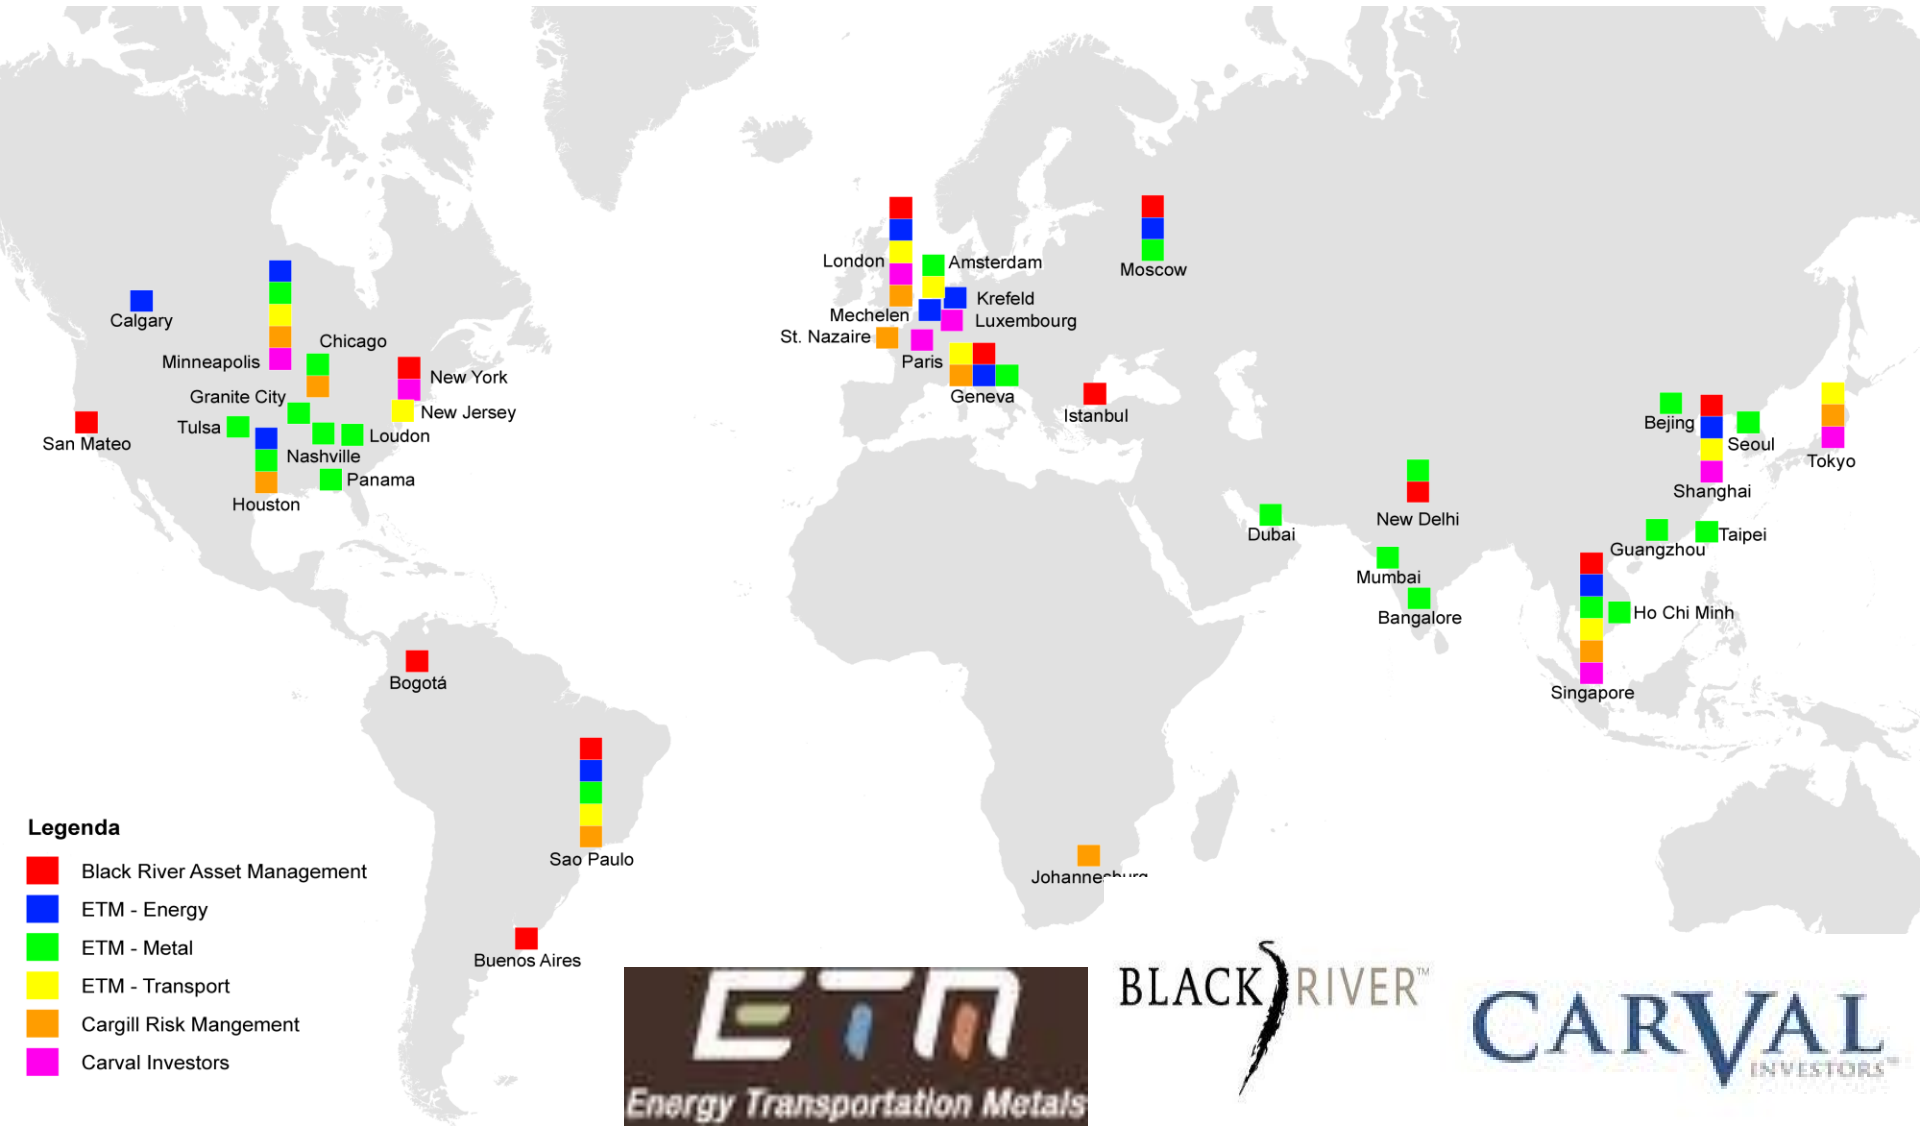 London
Amsterdam
Moscow
Krefeld
Mechelen
Luxembourg
Calgary
St. Nazaire
Chicago
Minneapolis
Paris
New York
Geneva
Granite City
New Jersey
Istanbul
Tulsa
Loudon
San Mateo
Bejing
Seoul
Nashville
Tokyo
Panama
Shanghai
Houston
New Delhi
Dubai
Taipei
Guangzhou
Mumbai
Bangalore
Ho Chi Minh
Bogotá
Singapore
Sao Paulo
Johannesburg
Buenos Aires
Legenda
Black River Asset Management
ETM - Energy
ETM - Metal
ETM - Transport
Cargill Risk Mangement
Carval Investors
ETM
Energy Transportation Metals
BLACK RIVER™
CARVAL
INVESTORS™